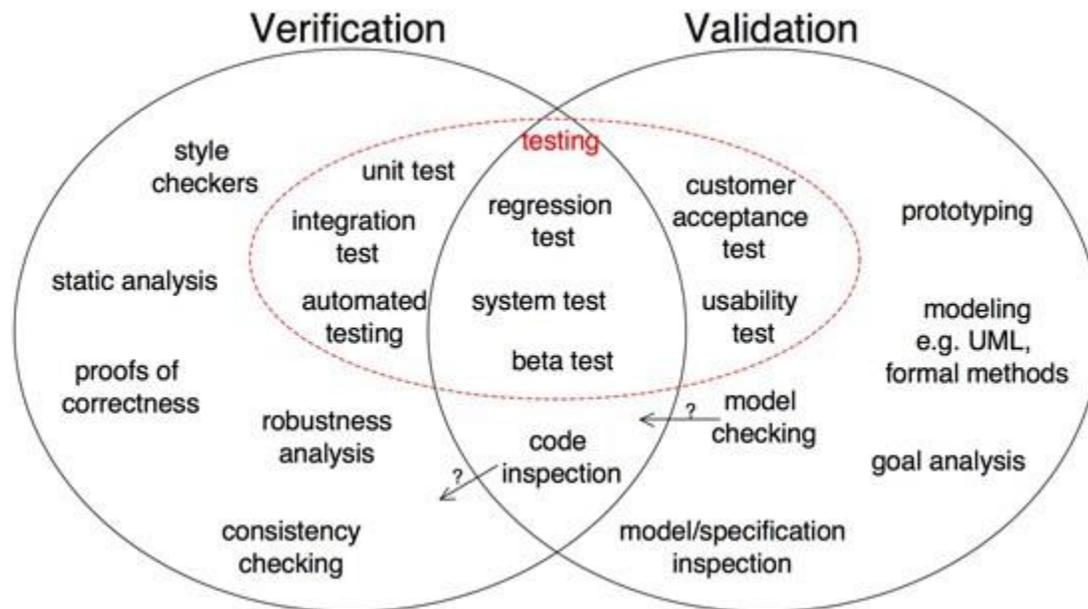 Verification
Validation
testing
style
checkers
unit test
integration
test
static analysis
automated
testing
proofs of
correctness
robustness
analysis
consistency
checking
regression
test
system test
beta test
code
inspection
?
?
customer
acceptance
test
usability
test
model
checking
model/specification
inspection
prototyping
modeling
e.g. UML,
formal methods
goal analysis